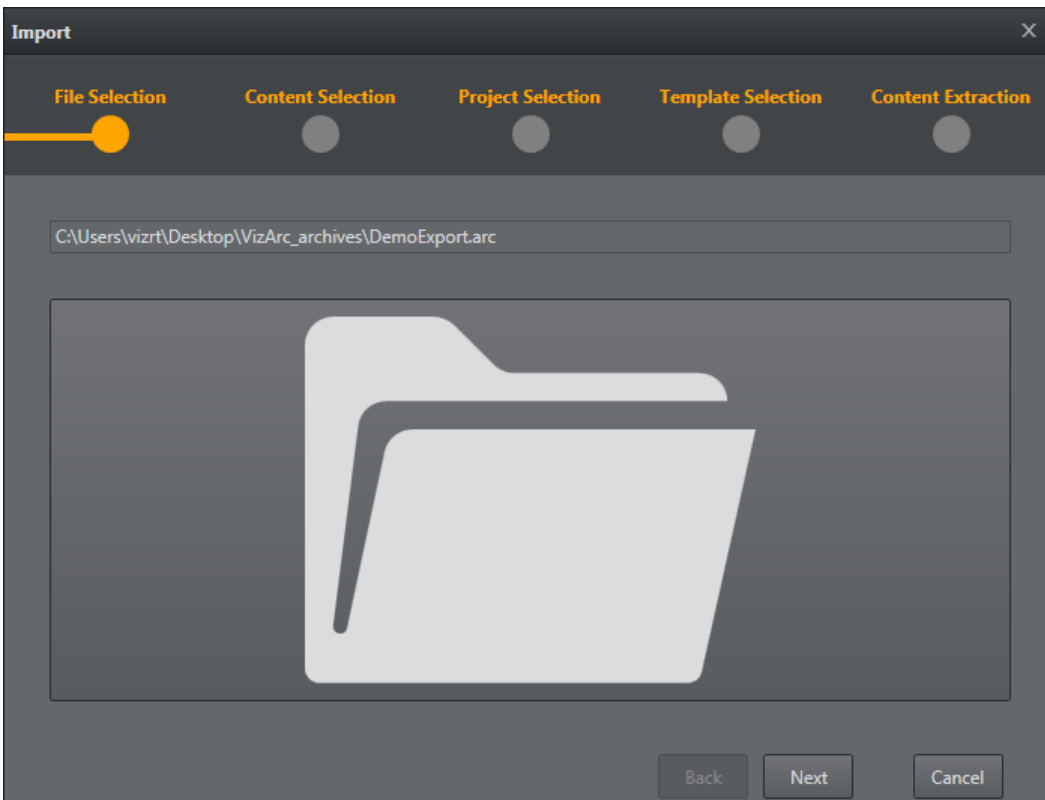 Import
File Selection Content Selection Project Selection Template Selection Content Extraction
C:\Users\vizrt\Desktop\VizArc_archives\DemoExport.arc
Back Next Cancel